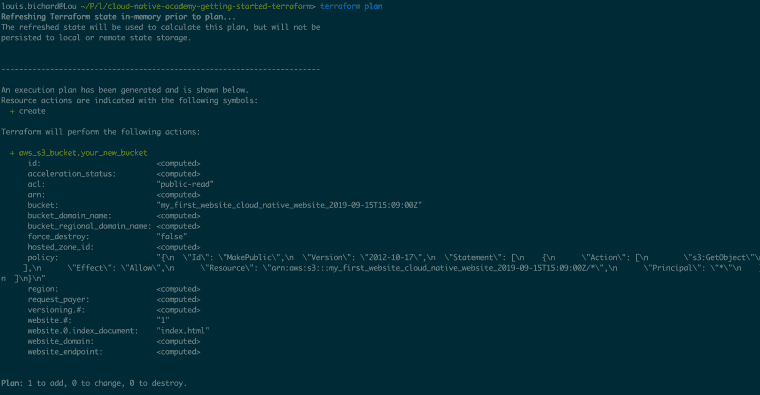 louis.bichard@Lou ~/P/l/cloud-native-academy-getting-started-terraform> terraform plan
Refreshing Terraform state in-memory prior to plan...
The refreshed state will be used to calculate this plan, but will not be
persisted to local or remote state storage.
------------------------------------------------------------------------
An execution plan has been generated and is shown below.
Resource actions are indicated with the following symbols:
  + create
Terraform will perform the following actions:
  + aws_s3_bucket.your_new_bucket
      id:                          <computed>
      acceleration_status:         <computed>
      acl:                         "public-read"
      arn:                         <computed>
      bucket:                      "my_first_website_cloud_native_website_2019-09-15T15:09:00Z"
      bucket_domain_name:          <computed>
      bucket_regional_domain_name: <computed>
      force_destroy:               "false"
      hosted_zone_id:              <computed>
      policy:                      "{\n  \"Id\": \"MakePublic\",\n  \"Version\": \"2012-10-17\",\n  \"Statement\": [\n    {\n      \"Action\": [\n        \"s3:GetObject\"\
     ],\n      \"Effect\": \"Allow\",\n      \"Resource\": \"arn:aws:s3:::my_first_website_cloud_native_website_2019-09-15T15:09:00Z/*\",\n      \"Principal\": \"*\"\n
n  ]\n}\n"
      region:                      <computed>
      request_payer:               <computed>
      versioning.#:                <computed>
      website.#:                   "1"
      website.0.index_document:    "index.html"
      website_domain:              <computed>
      website_endpoint:            <computed>
Plan: 1 to add, 0 to change, 0 to destroy.